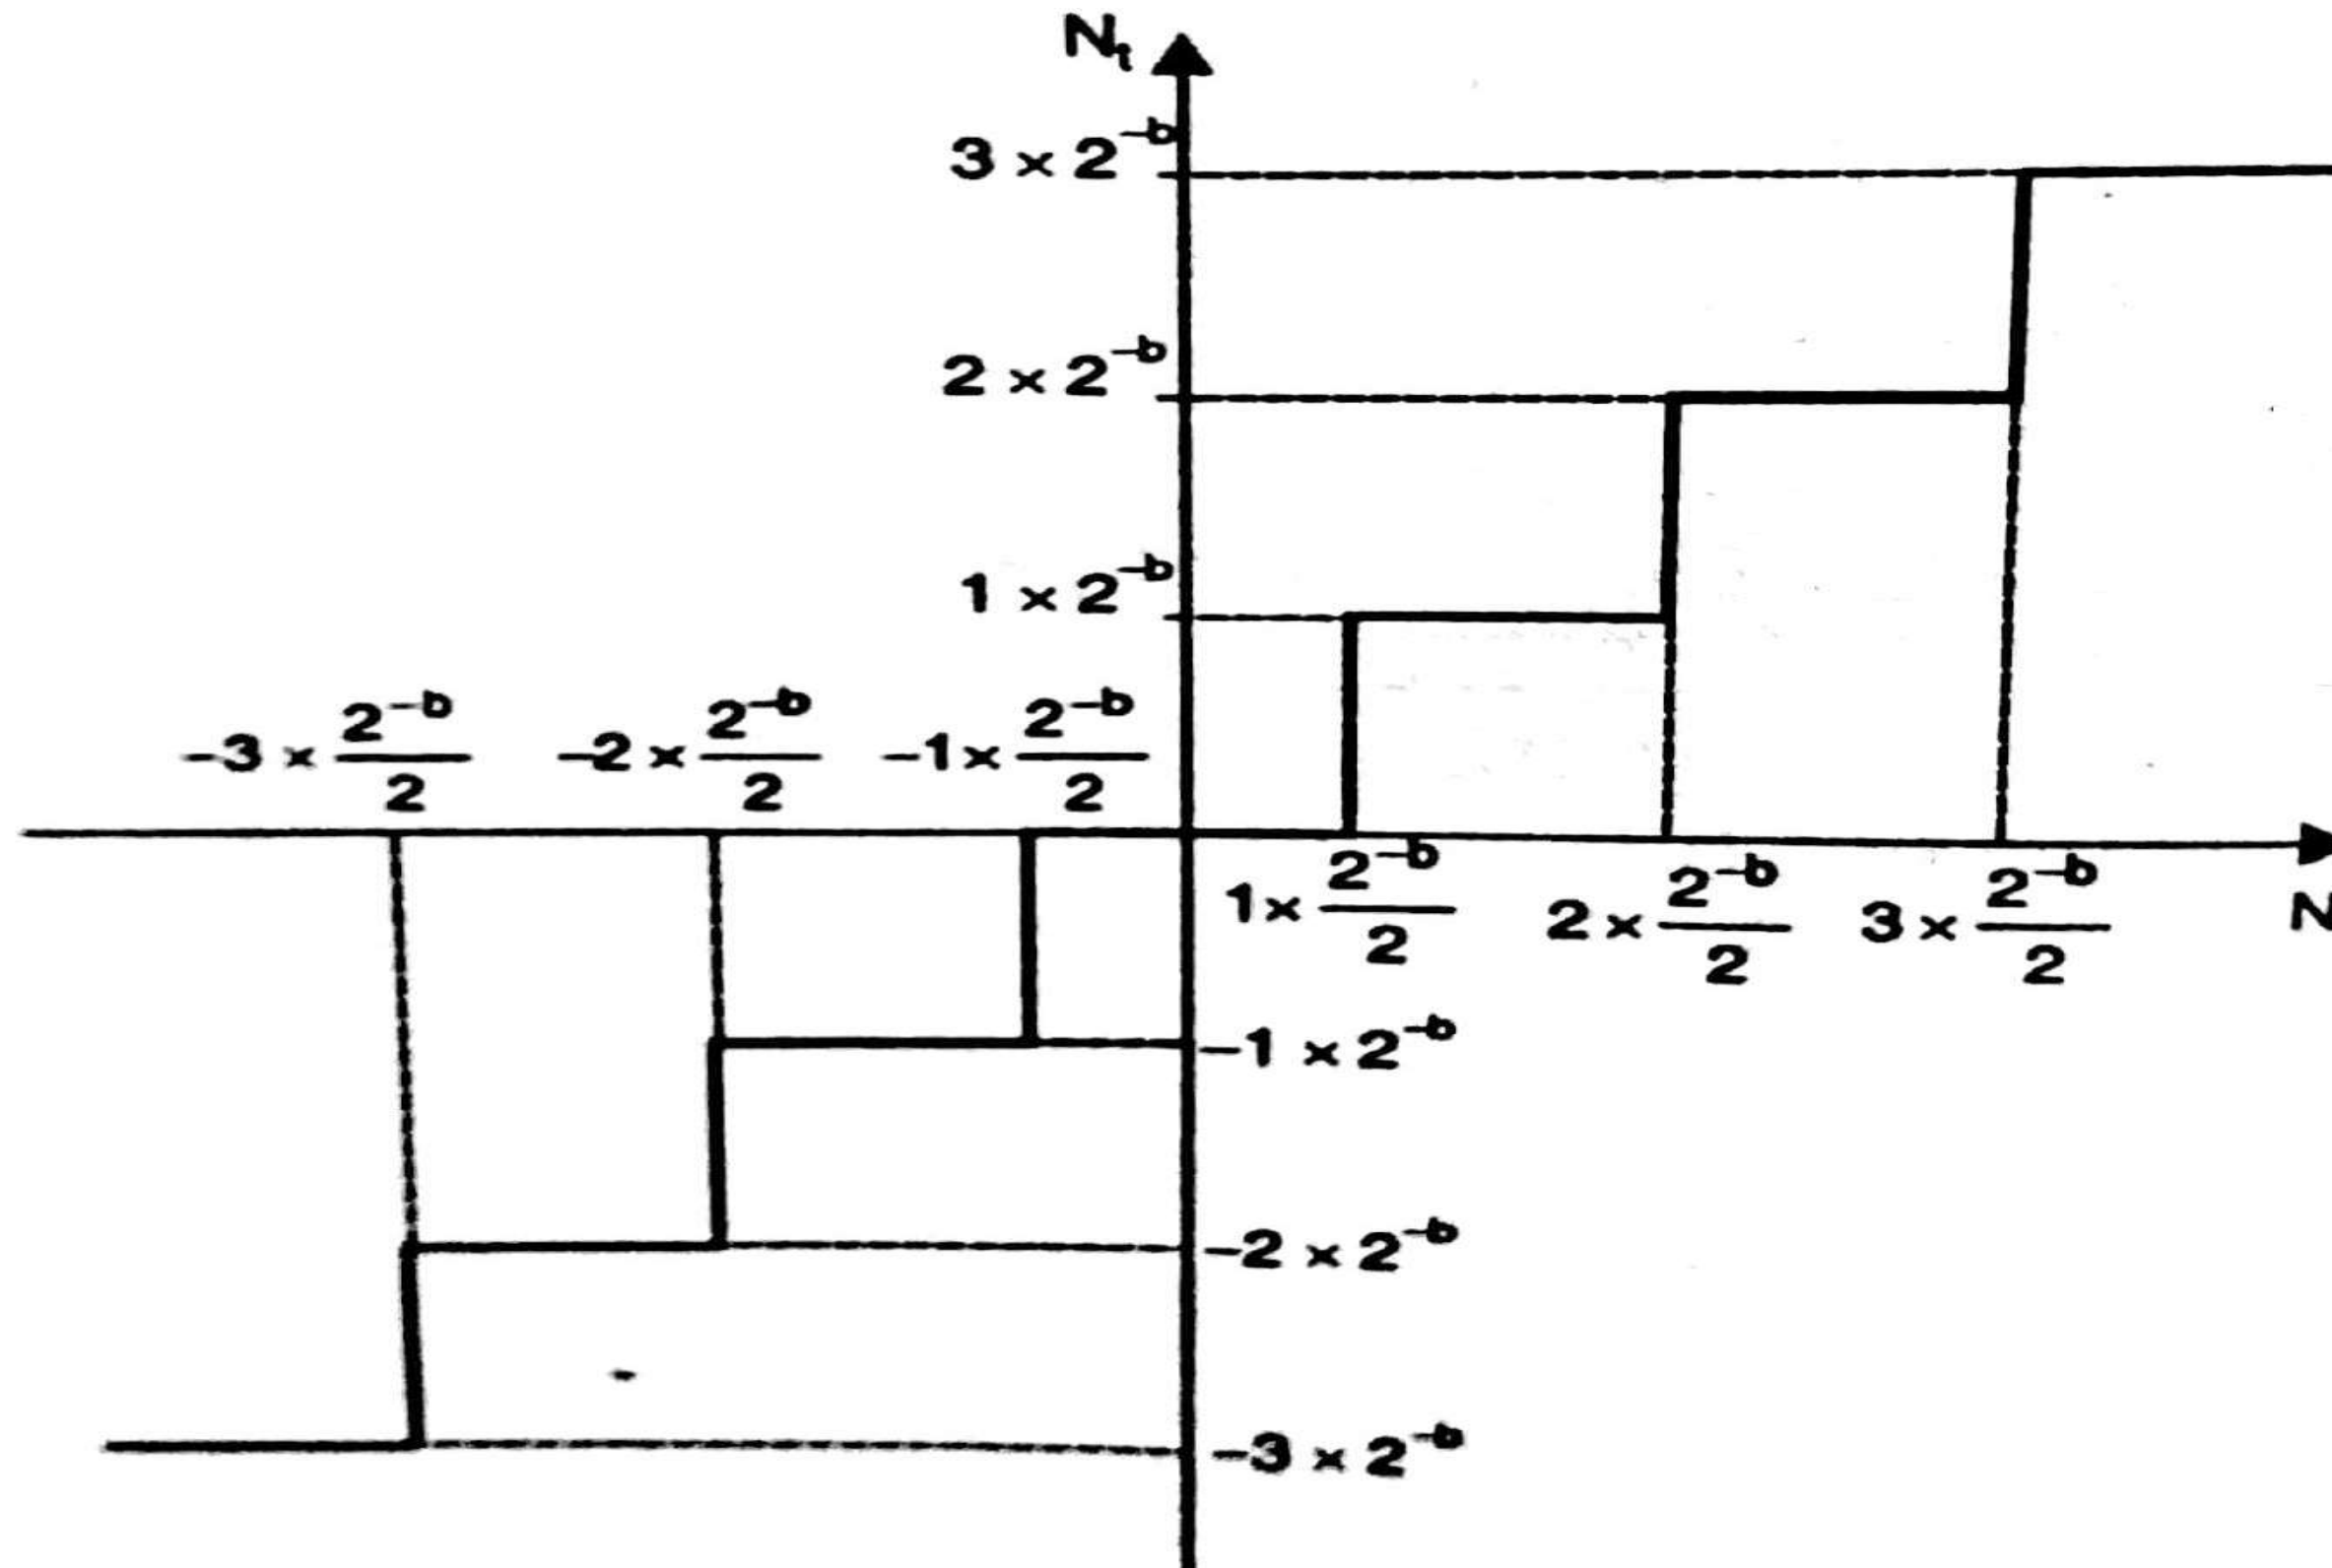 Nₜ
3 × 2⁻ᵇ
2 × 2⁻ᵇ
1 × 2⁻ᵇ
-3 × 2⁻ᵇ/2 -2 × 2⁻ᵇ/2 -1 × 2⁻ᵇ/2
1 × 2⁻ᵇ/2 2 × 2⁻ᵇ/2 3 × 2⁻ᵇ/2 N
-1 × 2⁻ᵇ
-2 × 2⁻ᵇ
-3 × 2⁻ᵇ